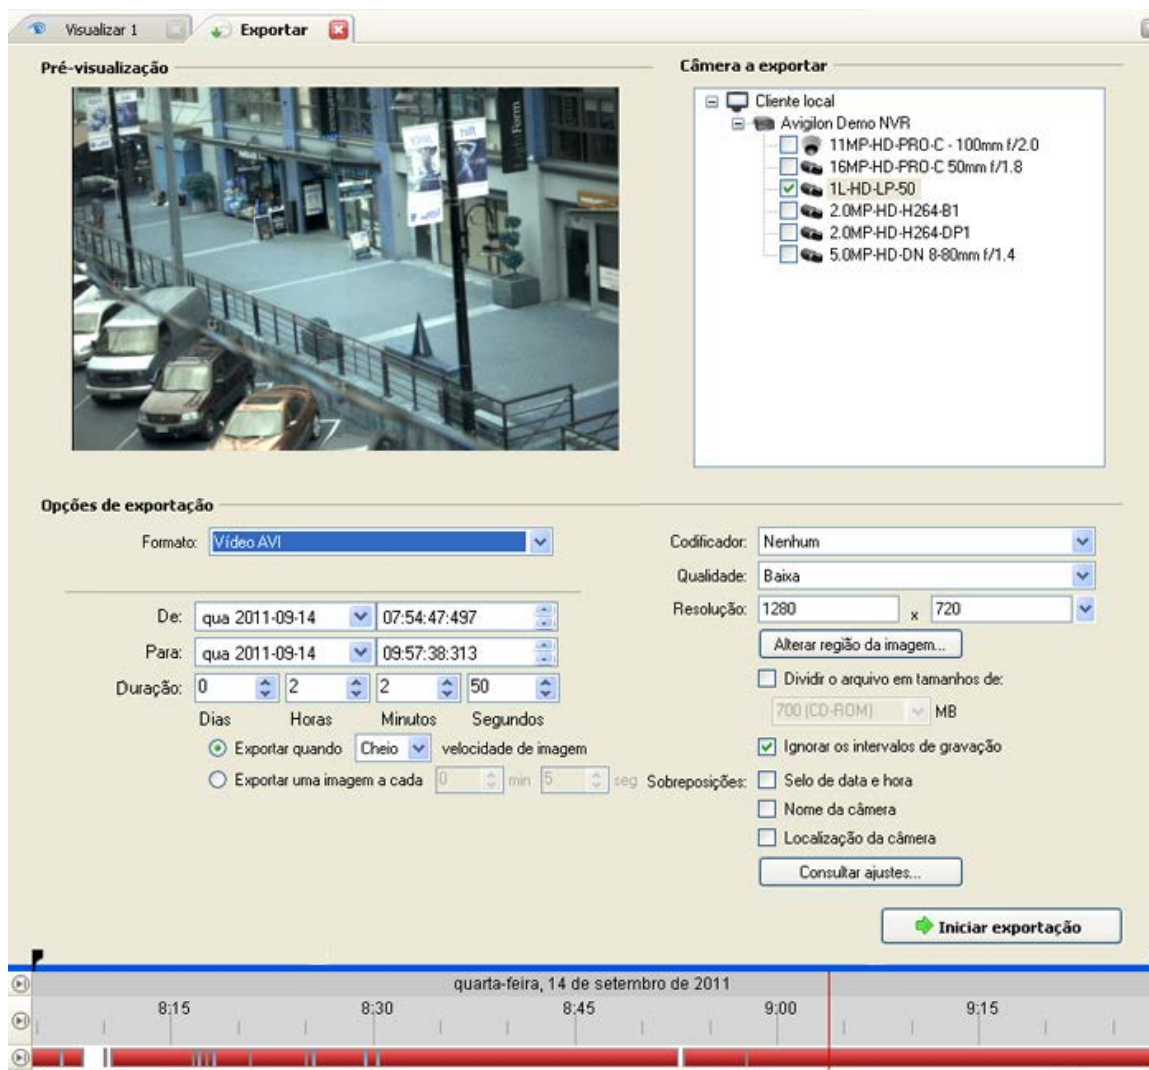 Visualizar 1
Exportar
Pré-visualização
Câmera a exportar
Cliente local
Avigilon Demo NVR
11MP-HD-PRO-C - 100mm f/2.0
16MP-HD-PRO-C 50mm f/1.8
1L-HD-LP-50
2.0MP-HD-H264-B1
2.0MP-HD-H264-DP1
5.0MP-HD-DN 8-80mm f/1.4
Opções de exportação
Formato: Vídeo AVI
Codificador: Nenhum
Qualidade: Baixa
Resolução: 1280 x 720
De: qua 2011-09-14 07:54:47:497
Para: qua 2011-09-14 09:57:38:313
Duração: 0 2 2 50
Dias Horas Minutos Segundos
Exportar quando Cheio velocidade de imagem
Exportar uma imagem a cada 0 min 5 seg
Alterar região da imagem...
Dividir o arquivo em tamanhos de:
700 (CD-ROM) MB
Ignorar os intervalos de gravação
Sobreposições: Selo de data e hora
Nome da câmera
Localização da câmera
Consultar ajustes...
Iniciar exportação
quarta-feira, 14 de setembro de 2011
8:15 8:30 8:45 9:00 9:15